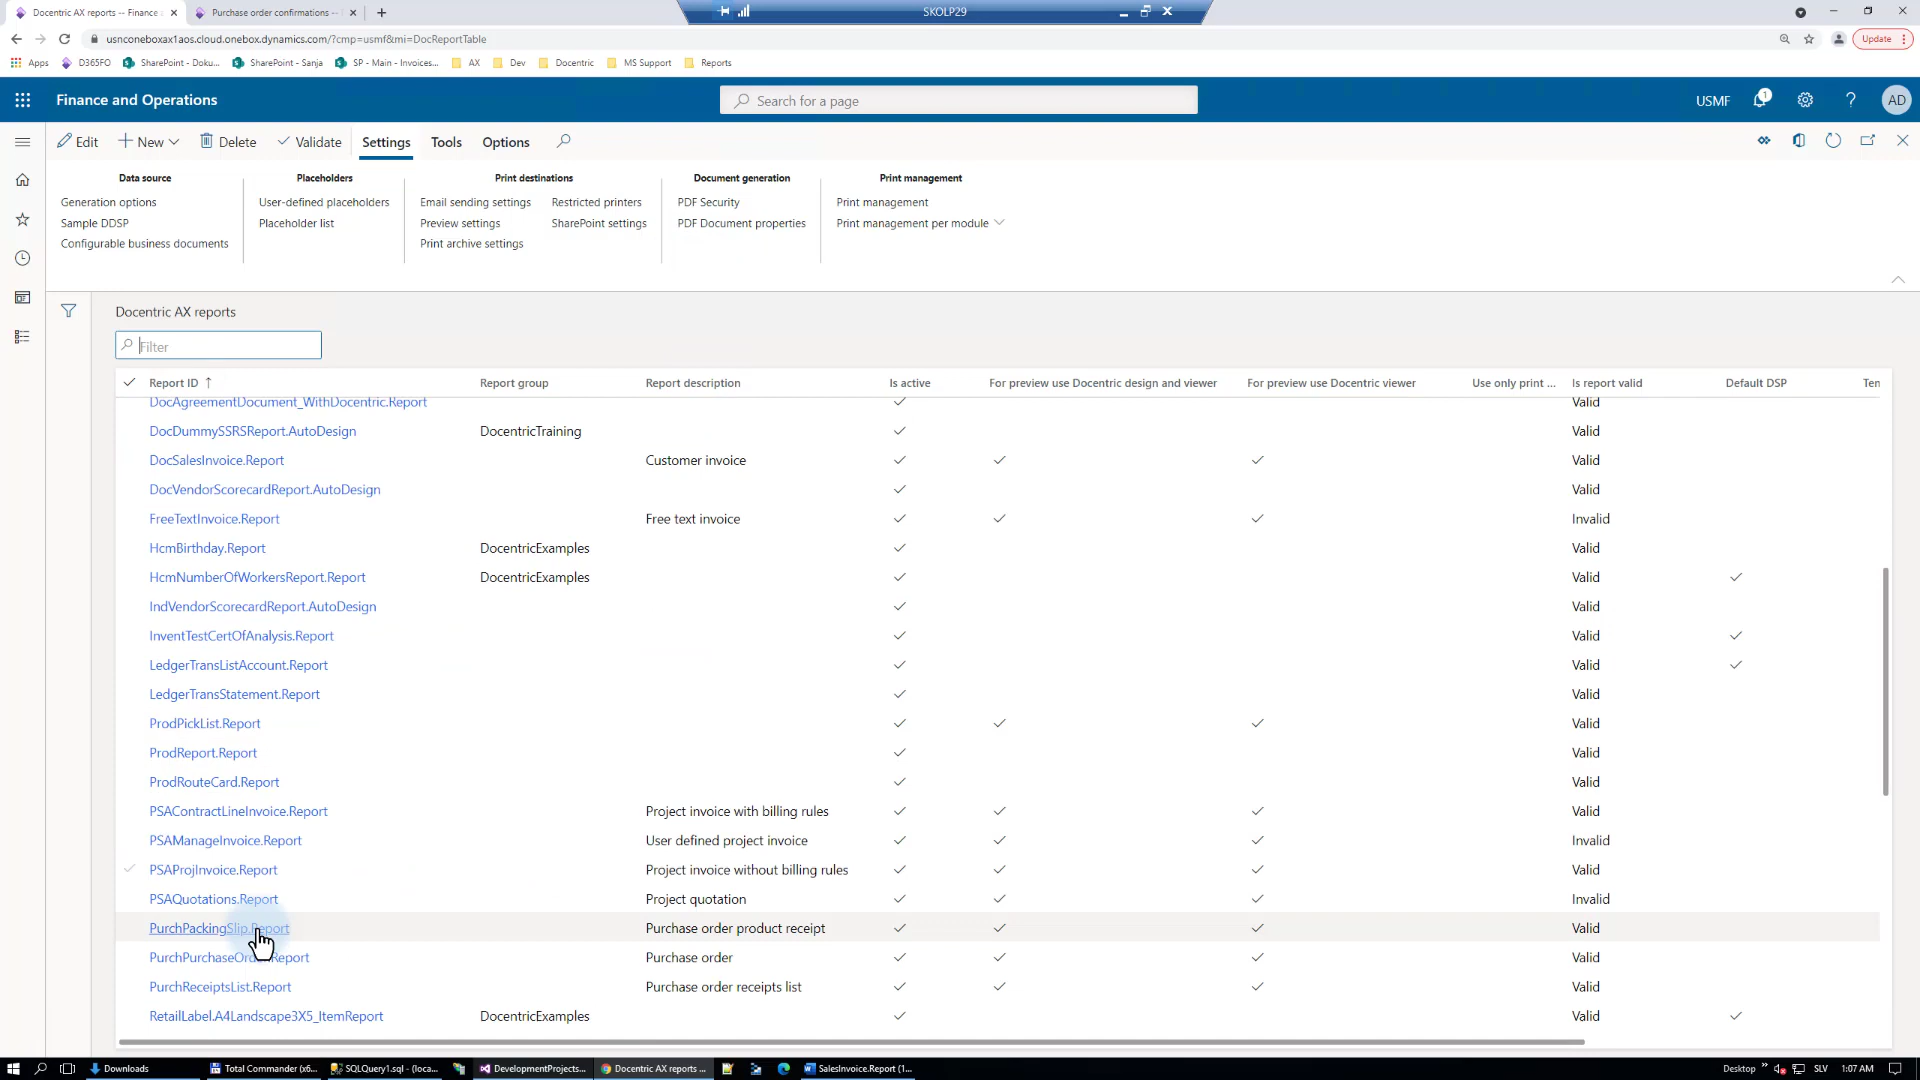 Docentric AX reports -- Finance
Purchase order confirmations --
SKOLP29
usnconeboxax1aos.cloud.onebox.dynamics.com/?cmp=usmf&mi=DocReportTable
Update
Apps
D365FO
SharePoint - Doku...
SharePoint - Sanja
SP - Main - Invoices...
AX
Dev
Docentric
MS Support
Reports
Finance and Operations
Search for a page
USMF
1
AD
Edit
New
Delete
Validate
Settings
Tools
Options
Data source
Placeholders
Print destinations
Document generation
Print management
Generation options
User-defined placeholders
Email sending settings
Restricted printers
PDF Security
Print management
Sample DDSP
Placeholder list
Preview settings
SharePoint settings
PDF Document properties
Print management per module
Configurable business documents
Print archive settings
Docentric AX reports
Filter
Report ID ↑ Report group Report description Is active For preview use Docentric design and viewer For preview use Docentric viewer Use only print ... Is report valid Default DSP Ten
DocAgreementDocument_WithDocentric.Report Valid
DocDummySSRSReport.AutoDesign DocentricTraining Valid
DocSalesInvoice.Report Customer invoice Valid
DocVendorScorecardReport.AutoDesign Valid
FreeTextInvoice.Report Free text invoice Invalid
HcmBirthday.Report DocentricExamples Valid
HcmNumberOfWorkersReport.Report DocentricExamples Valid
IndVendorScorecardReport.AutoDesign Valid
InventTestCertOfAnalysis.Report Valid
LedgerTransListAccount.Report Valid
LedgerTransStatement.Report Valid
ProdPickList.Report Valid
ProdReport.Report Valid
ProdRouteCard.Report Valid
PSAContractLineInvoice.Report Project invoice with billing rules Valid
PSAManageInvoice.Report User defined project invoice Invalid
PSAProjInvoice.Report Project invoice without billing rules Valid
PSAQuotations.Report Project quotation Invalid
PurchPackingSlip.Report Purchase order product receipt Valid
PurchPurchaseOrder.Report Purchase order Valid
PurchReceiptsList.Report Purchase order receipts list Valid
RetailLabel.A4Landscape3X5_ItemReport DocentricExamples Valid
Downloads
Total Commander (x6...
SQLQuery1.sql - (loca...
DevelopmentProjects...
Docentric AX reports ...
SalesInvoice.Report (1...
Desktop
SLV
1:07 AM